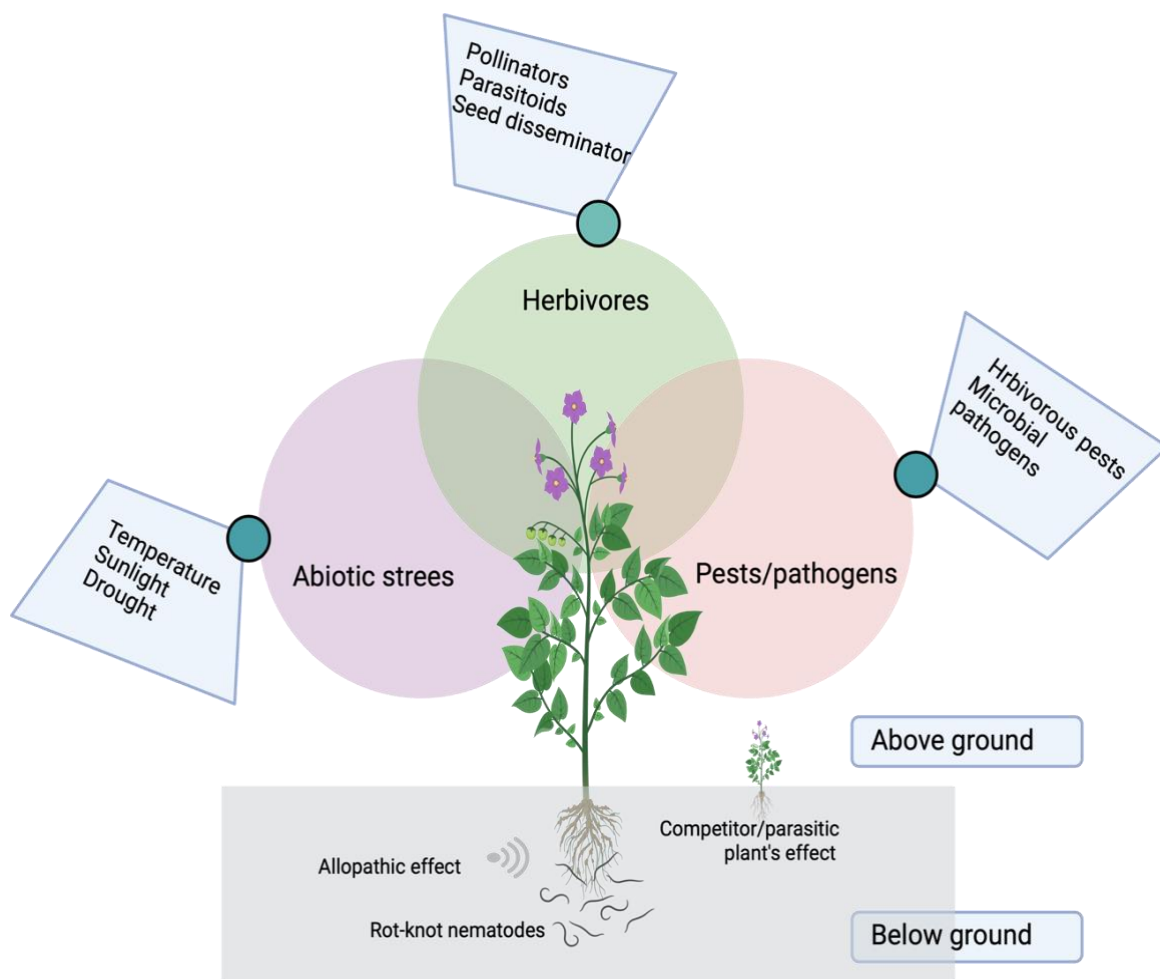 Pollinators
Parasitoids
Seed disseminator
Herbivores
Hrbivorous pests
Microbial
pathogens
Temperature
Sunlight
Drought
Abiotic strees
Pests/pathogens
Above ground
Competitor/parasitic
plant's effect
Allopathic effect
Rot-knot nematodes
Below ground